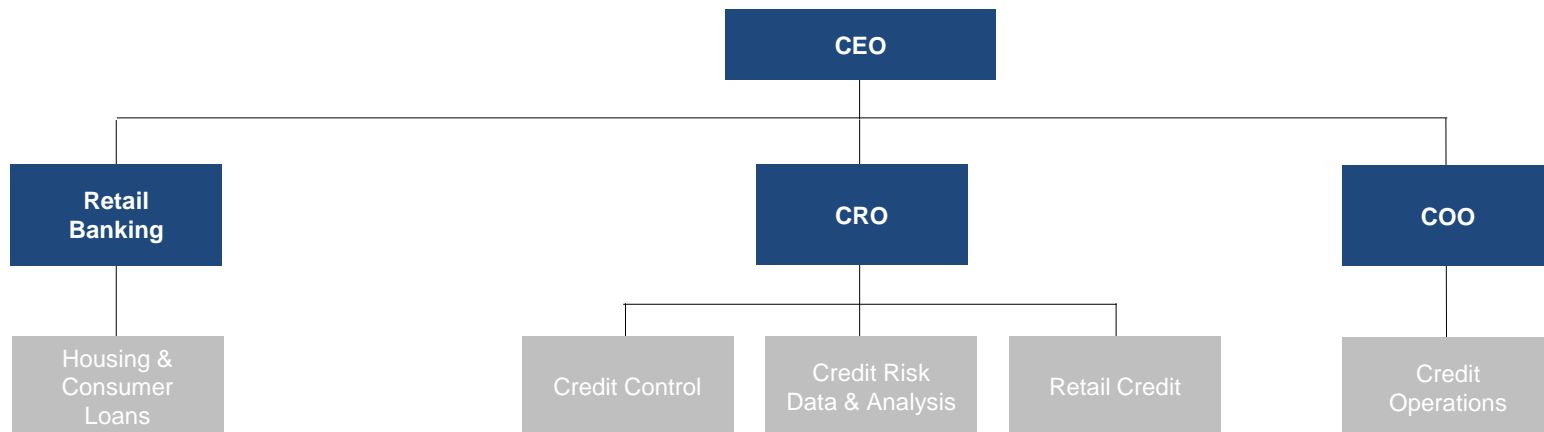 CEO
Retail
Banking
CRO
COO
Housing &
Consumer
Loans
Credit Control
Credit Risk
Data & Analysis
Retail Credit
Credit
Operations